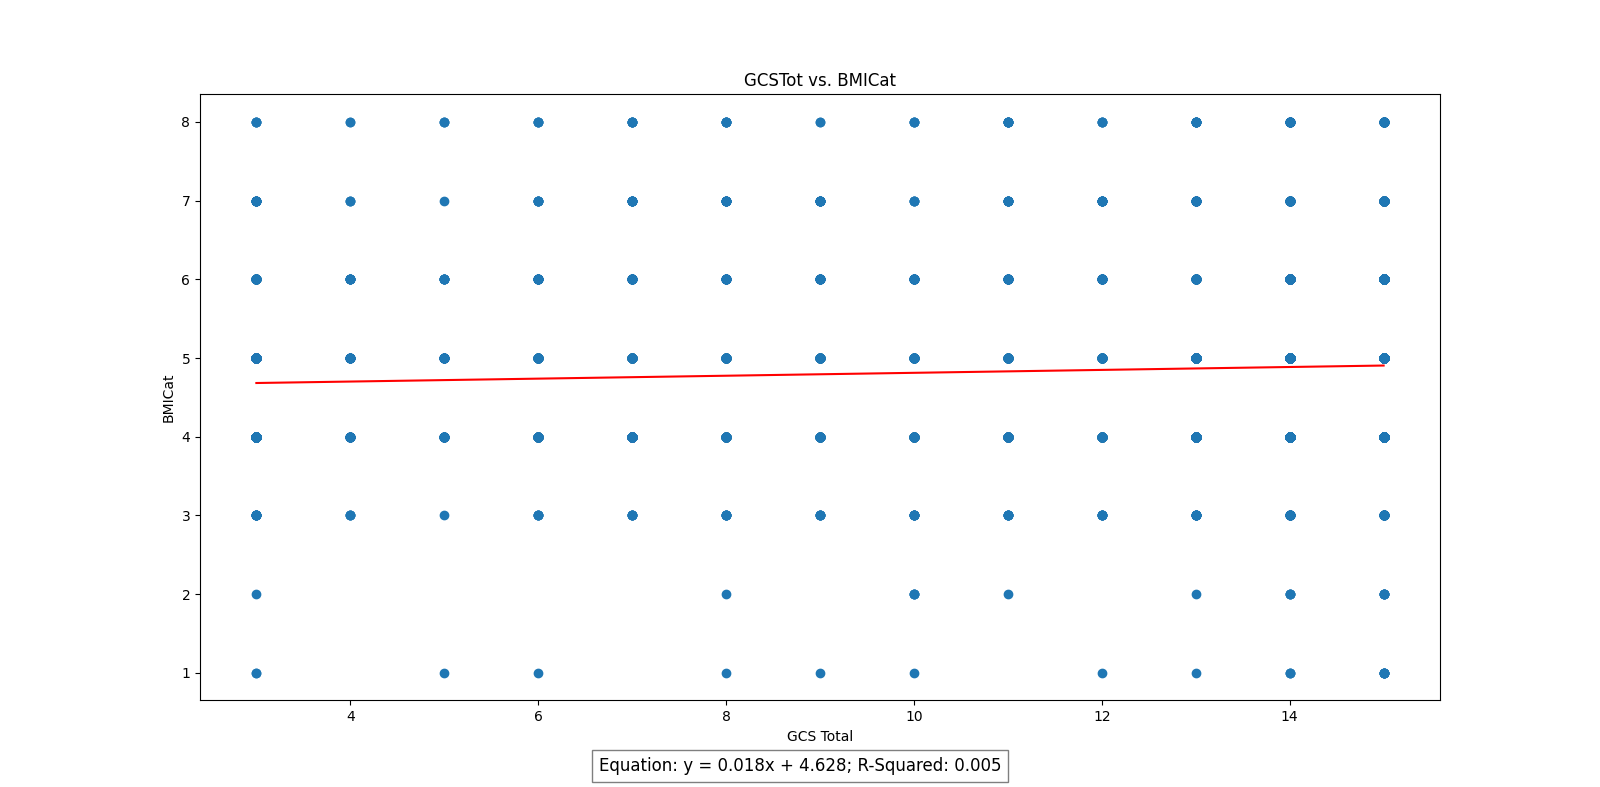 GCSTot vs. BMICat
8
7
6
5
4
3
2
1
BMICat
4 6 8 10 12 14
GCS Total
Equation: y = 0.018x + 4.628; R-Squared: 0.005